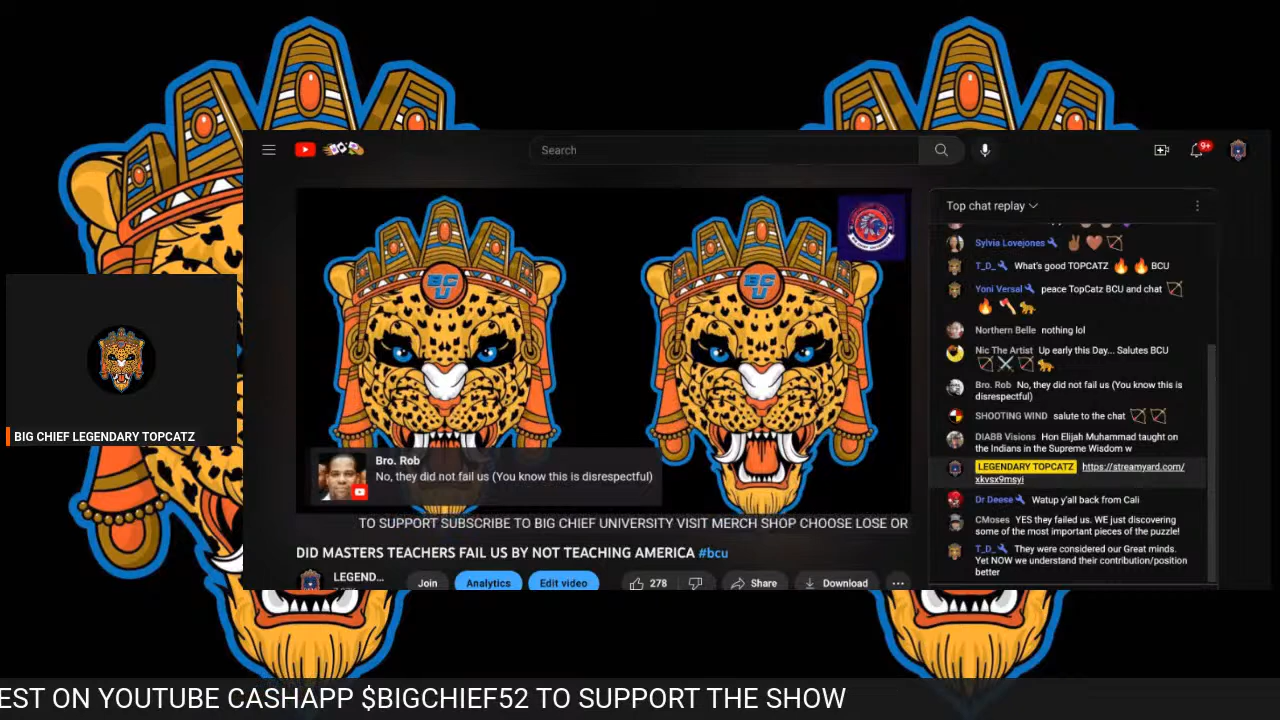 Search
9+
BCU
BCU
Top chat replay
Sylvia Lovejones
T_D_ What's good TOPCATZ 🔥 🔥 BCU
Yoni Versal peace TopCatz BCU and chat
Northern Belle nothing lol
Nic The Artist Up early this Day... Salutes BCU
Bro. Rob No, they did not fail us (You know this is
disrespectful)
SHOOTING WIND salute to the chat
DIABB Visions Hon Elijah Muhammad taught on
the Indians in the Supreme Wisdom w
LEGENDARY TOPCATZ https://streamyard.com/
xkvsx9msyi
Dr Deese Watup y'all back from Cali
CMoses YES they failed us. WE just discovering
some of the most important pieces of the puzzle!
T_D_ They were considered our Great minds.
Yet NOW we understand their contribution/position
better
BIG CHIEF LEGENDARY TOPCATZ
Bro. Rob
No, they did not fail us (You know this is disrespectful)
TO SUPPORT SUBSCRIBE TO BIG CHIEF UNIVERSITY VISIT MERCH SHOP CHOOSE LOSE OR
DID MASTERS TEACHERS FAIL US BY NOT TEACHING AMERICA #bcu
LEGEND...
Join
Analytics
Edit video
278
Share
Download
EST ON YOUTUBE CASHAPP $BIGCHIEF52 TO SUPPORT THE SHOW